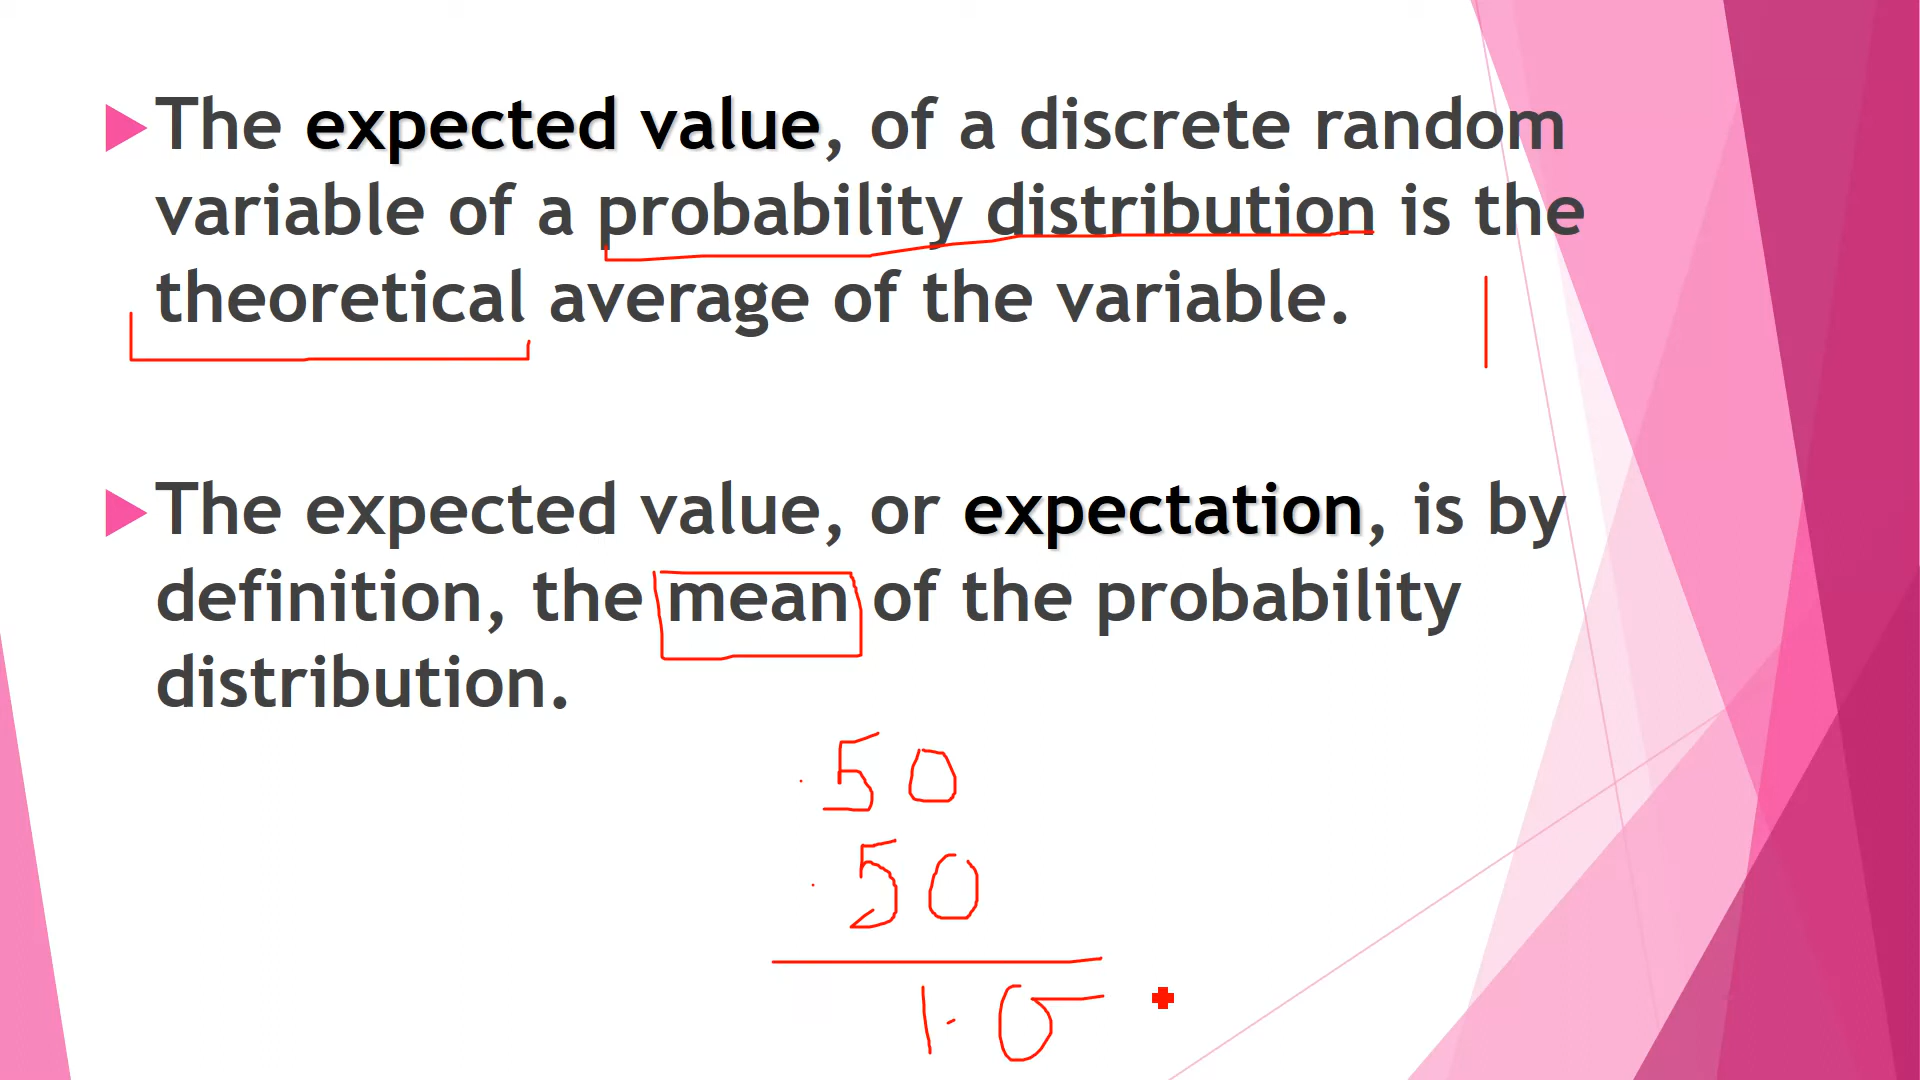 The expected value, of a discrete random
variable of a probability distribution is the
theoretical average of the variable.
The expected value, or expectation, is by
definition, the mean of the probability
distribution.
.50
.50
1.0